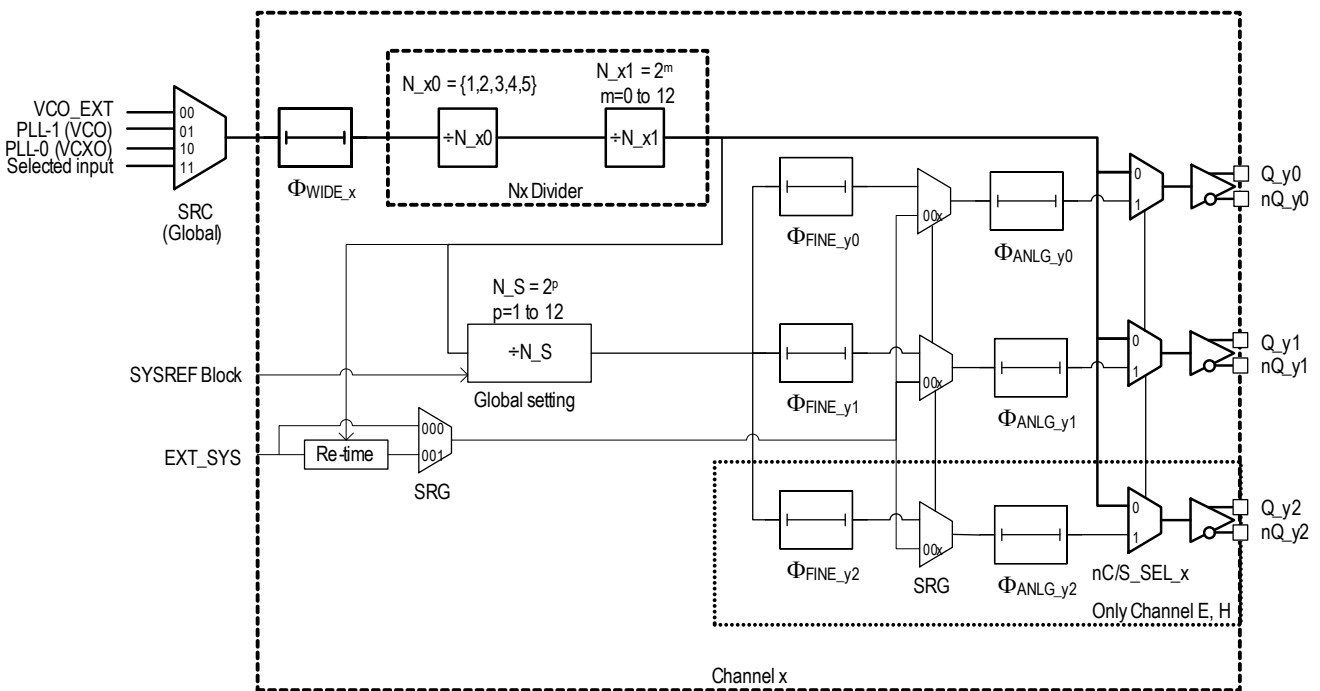 N_x0 = {1,2,3,4,5}
N_x1 = 2ᵐ
m=0 to 12
VCO_EXT
PLL-1 (VCO)
PLL-0 (VCXO)
Selected input
00
01
10
11
SRC
(Global)
ΦWIDE_x
÷N_x0
÷N_x1
Nx Divider
ΦFINE_y0
00x
ΦANLG_y0
0
1
Q_y0
nQ_y0
N_S = 2ᵖ
p=1 to 12
÷N_S
Global setting
SYSREF Block
ΦFINE_y1
00x
ΦANLG_y1
0
1
Q_y1
nQ_y1
EXT_SYS
Re-time
000
001
SRG
ΦFINE_y2
00x
SRG
ΦANLG_y2
0
1
nC/S_SEL_x
Q_y2
nQ_y2
Only Channel E, H
Channel x